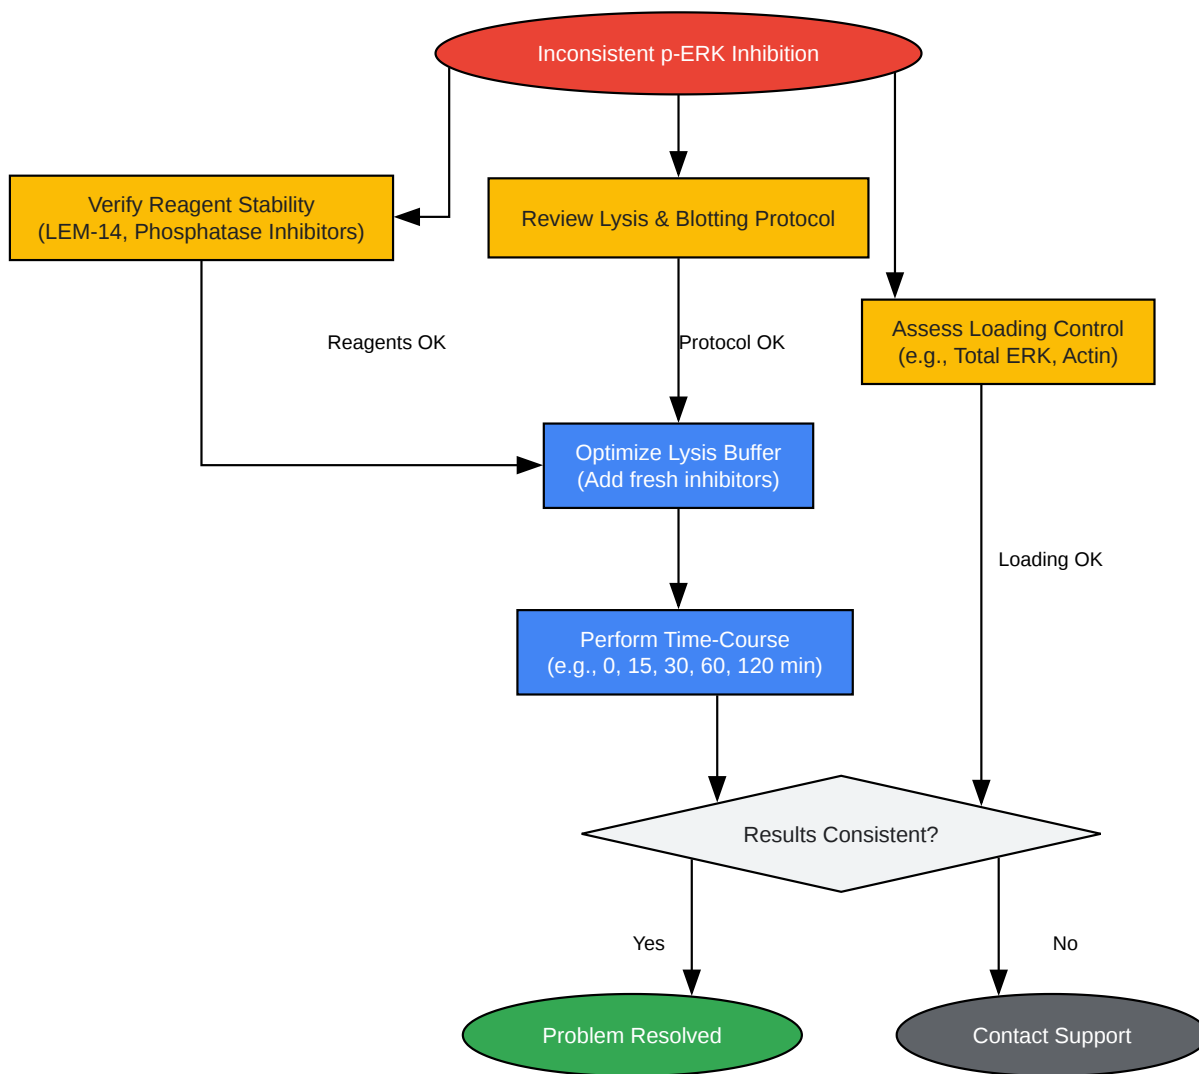 Inconsistent p-ERK Inhibition
Verify Reagent Stability
(LEM-14, Phosphatase Inhibitors)
Review Lysis & Blotting Protocol
Assess Loading Control
(e.g., Total ERK, Actin)
Reagents OK
Protocol OK
Optimize Lysis Buffer
(Add fresh inhibitors)
Loading OK
Perform Time-Course
(e.g., 0, 15, 30, 60, 120 min)
Results Consistent?
Yes
No
Problem Resolved
Contact Support